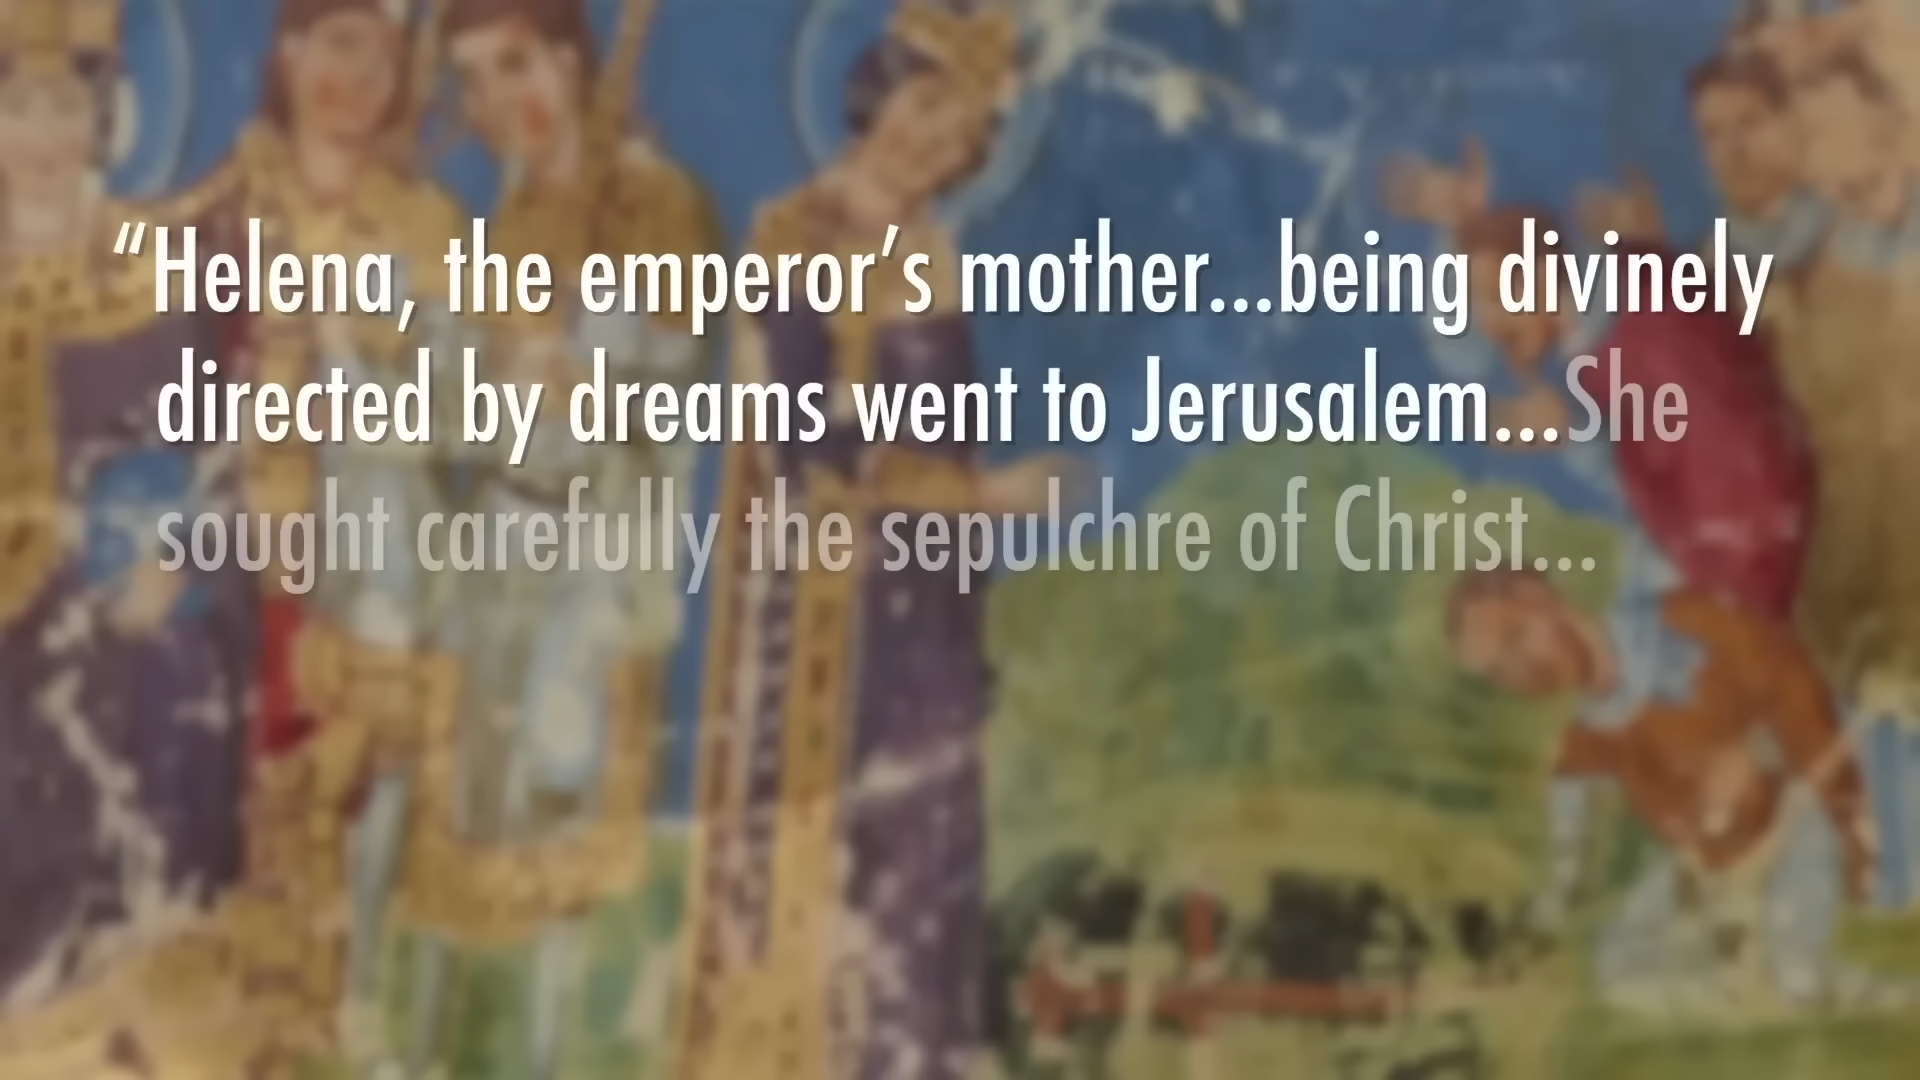 “Helena, the emperor’s mother...being divinely
directed by dreams went to Jerusalem...She
sought carefully the sepulchre of Christ...